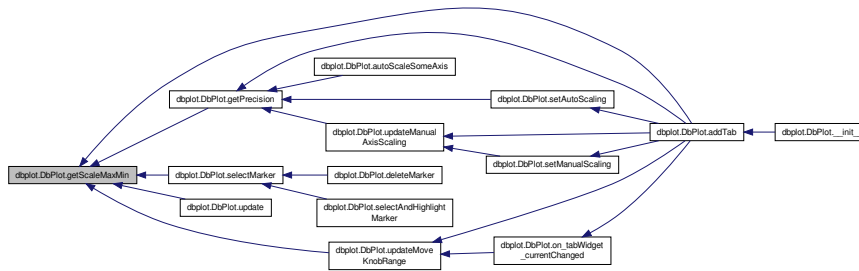 dbplot.DbPlot.autoScaleSomeAxis
dbplot.DbPlot.getPrecision
dbplot.DbPlot.setAutoScaling
dbplot.DbPlot.updateManual
AxisScaling
dbplot.DbPlot.addTab
dbplot.DbPlot.__init__
dbplot.DbPlot.setManualScaling
dbplot.DbPlot.getScaleMaxMin
dbplot.DbPlot.selectMarker
dbplot.DbPlot.deleteMarker
dbplot.DbPlot.update
dbplot.DbPlot.selectAndHighlight
Marker
dbplot.DbPlot.updateMove
KnobRange
dbplot.DbPlot.on_tabWidget
_currentChanged